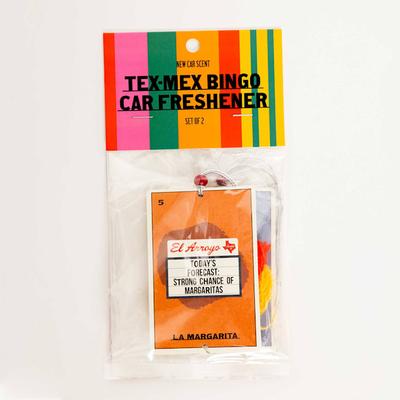 NEW CAR SCENT
TEX-MEX BINGO
CAR FRESHENER
SET OF 2
5
El Arroyo
TODAY'S
FORECAST:
STRONG CHANCE OF
MARGARITAS
LA MARGARITA